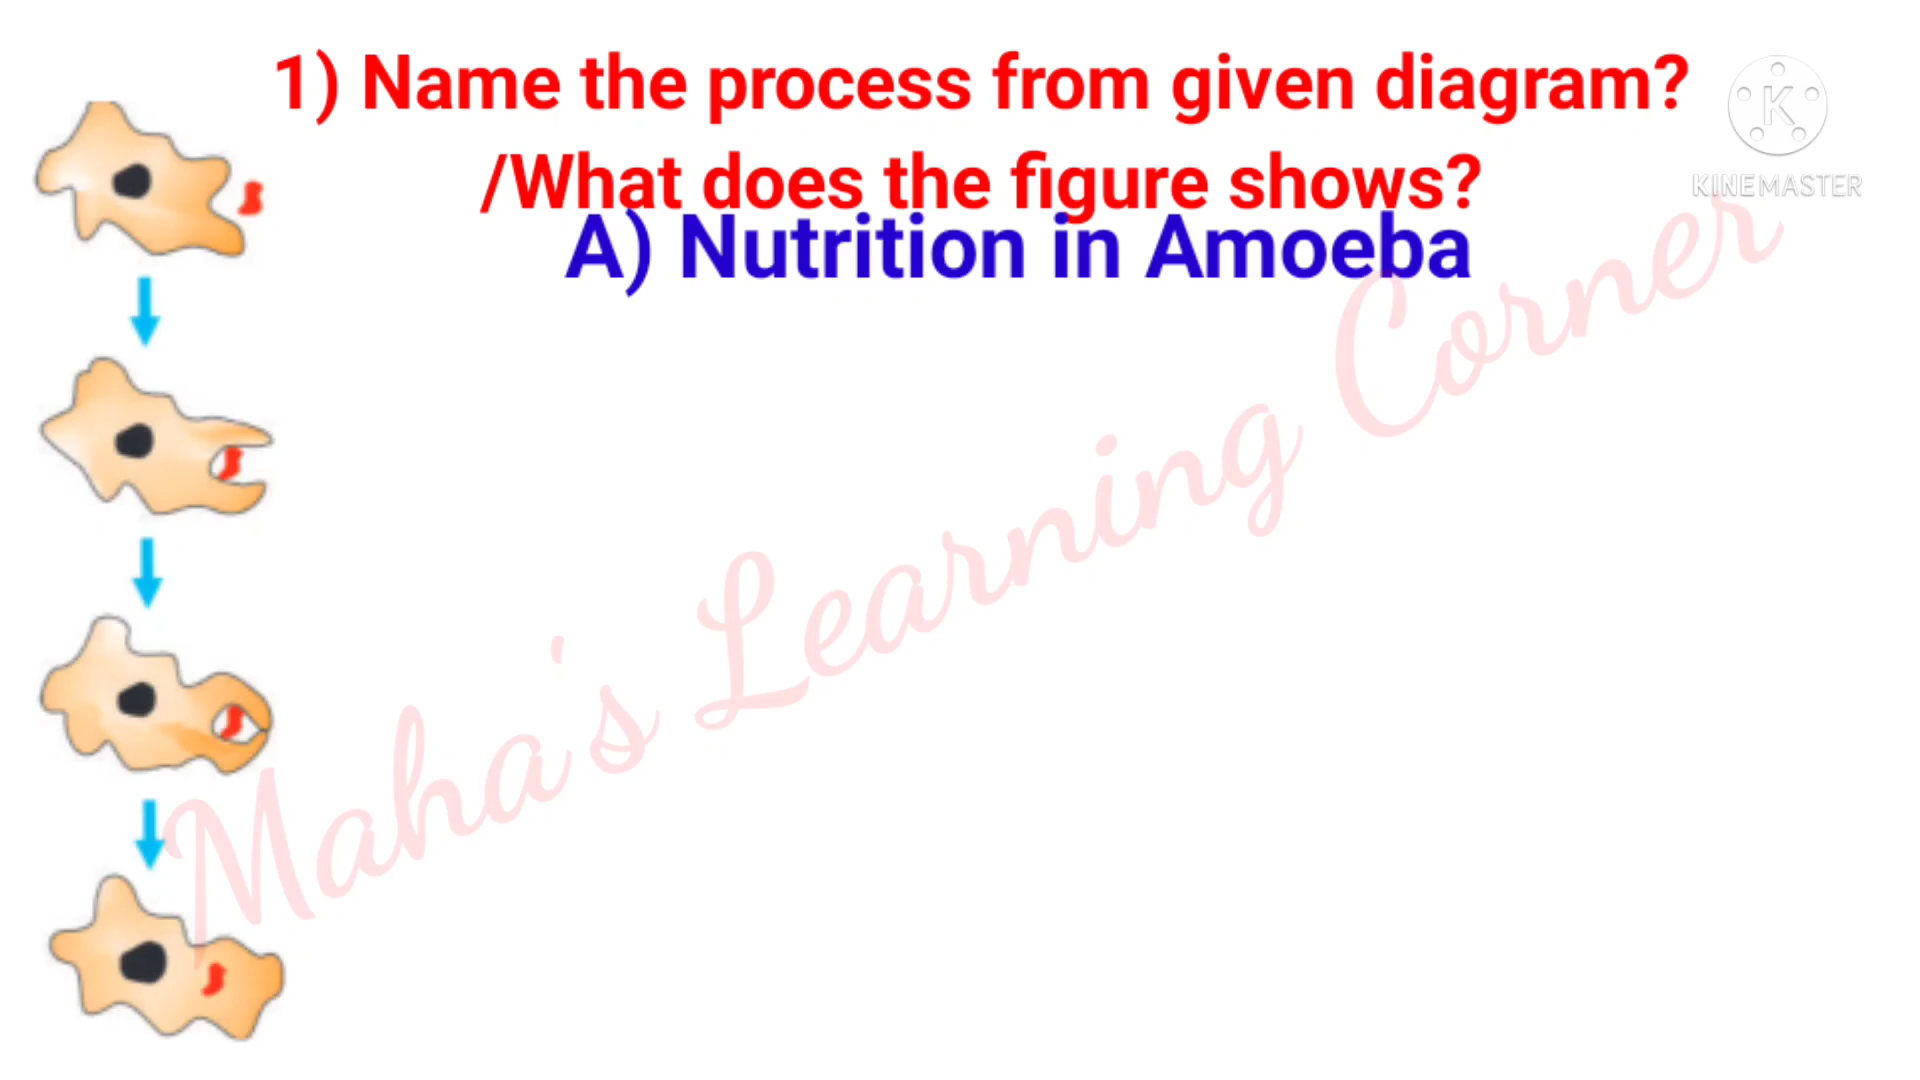 1) Name the process from given diagram?
/What does the figure shows?
A) Nutrition in Amoeba
KINEMASTER
Maha's Learning Corner